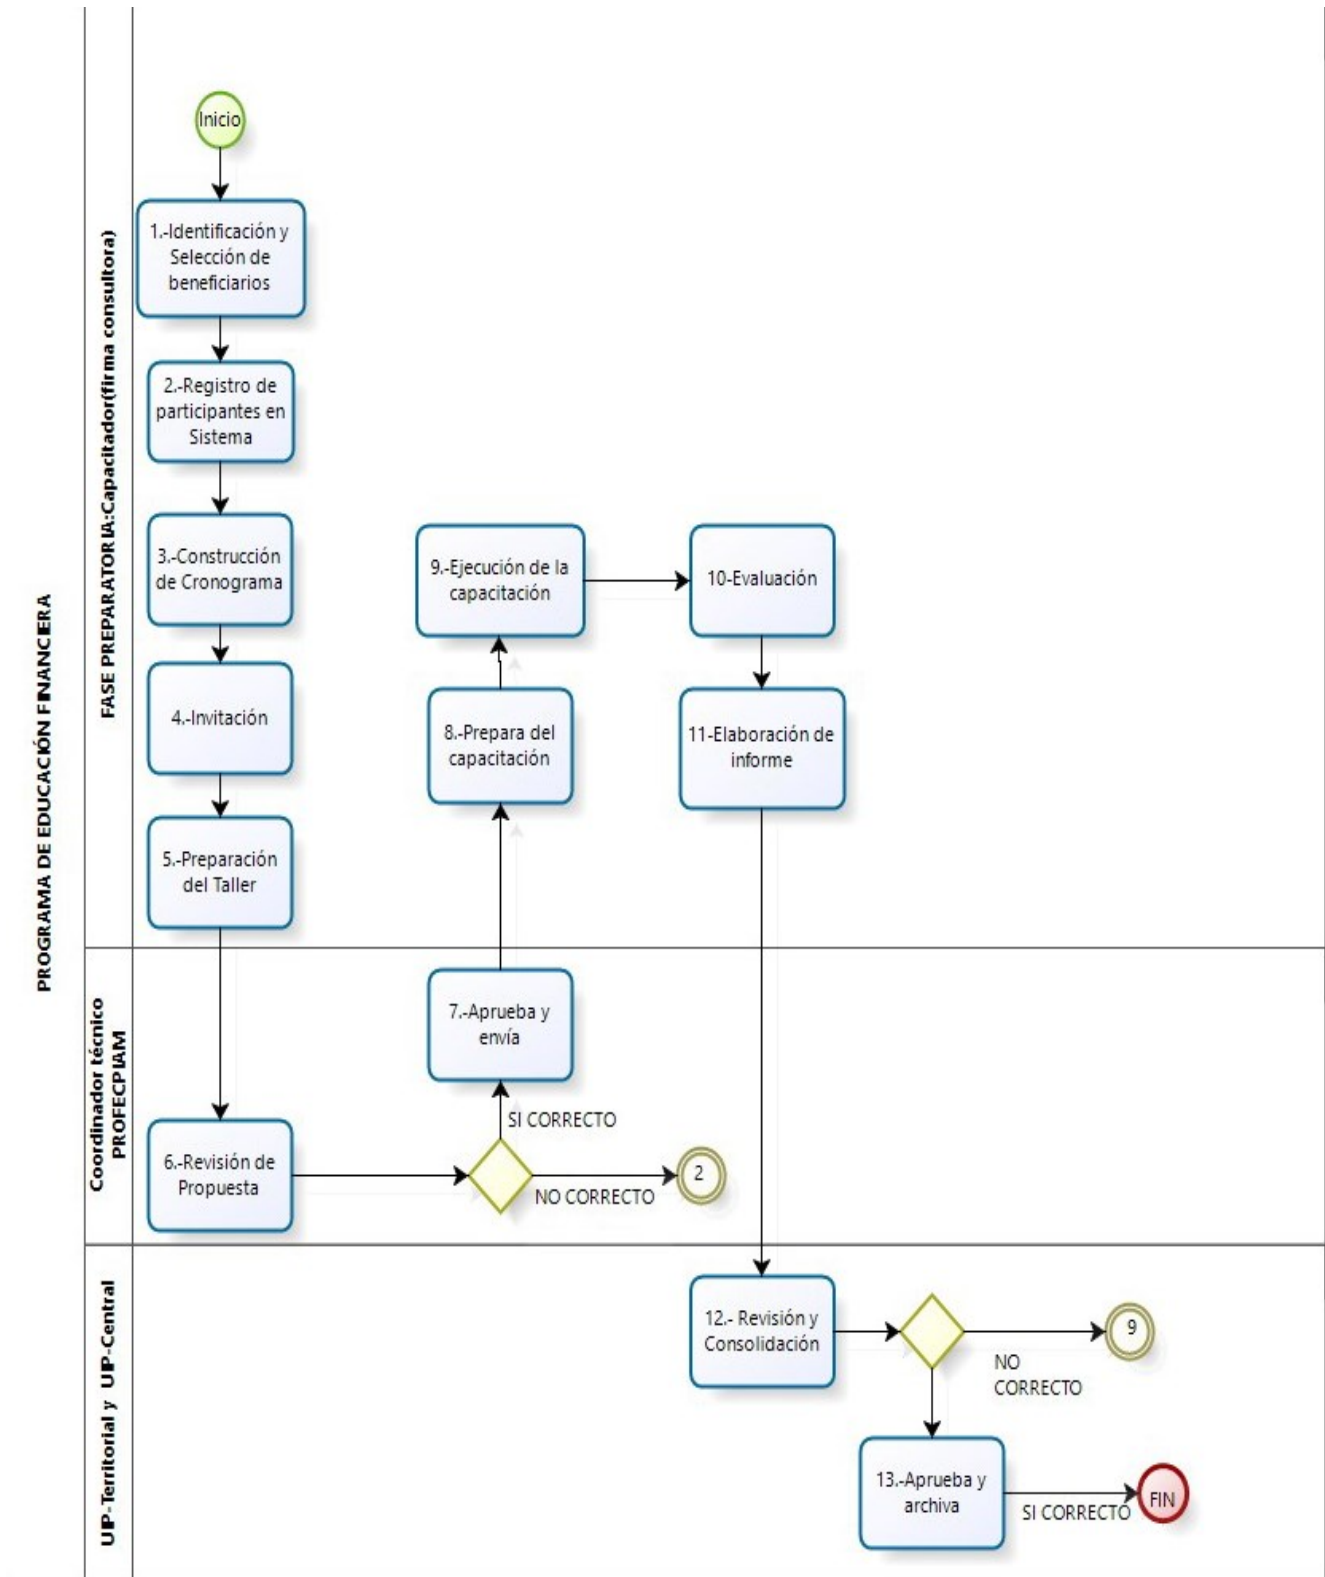 PROGRAMA DE EDUCACIÓN FINANCIERA
FASE PREPARATORIA:Capacitador(firma consultora)
Inicio
1.-Identificación y
Selección de
beneficiarios
2.-Registro de
participantes en
Sistema
3.-Construcción
de Cronograma
4.-Invitación
5.-Preparación
del Taller
9.-Ejecución de la
capacitación
10-Evaluación
8.-Prepara del
capacitación
11-Elaboración de
informe
Coordinador técnico
PROFECPIAM
7.-Aprueba y
envía
SI CORRECTO
6.-Revisión de
Propuesta
2
NO CORRECTO
UIP-Territorial y UIP-Central
12.- Revisión y
Consolidación
9
NO
CORRECTO
13.-Aprueba y
archiva
SI CORRECTO
FIN